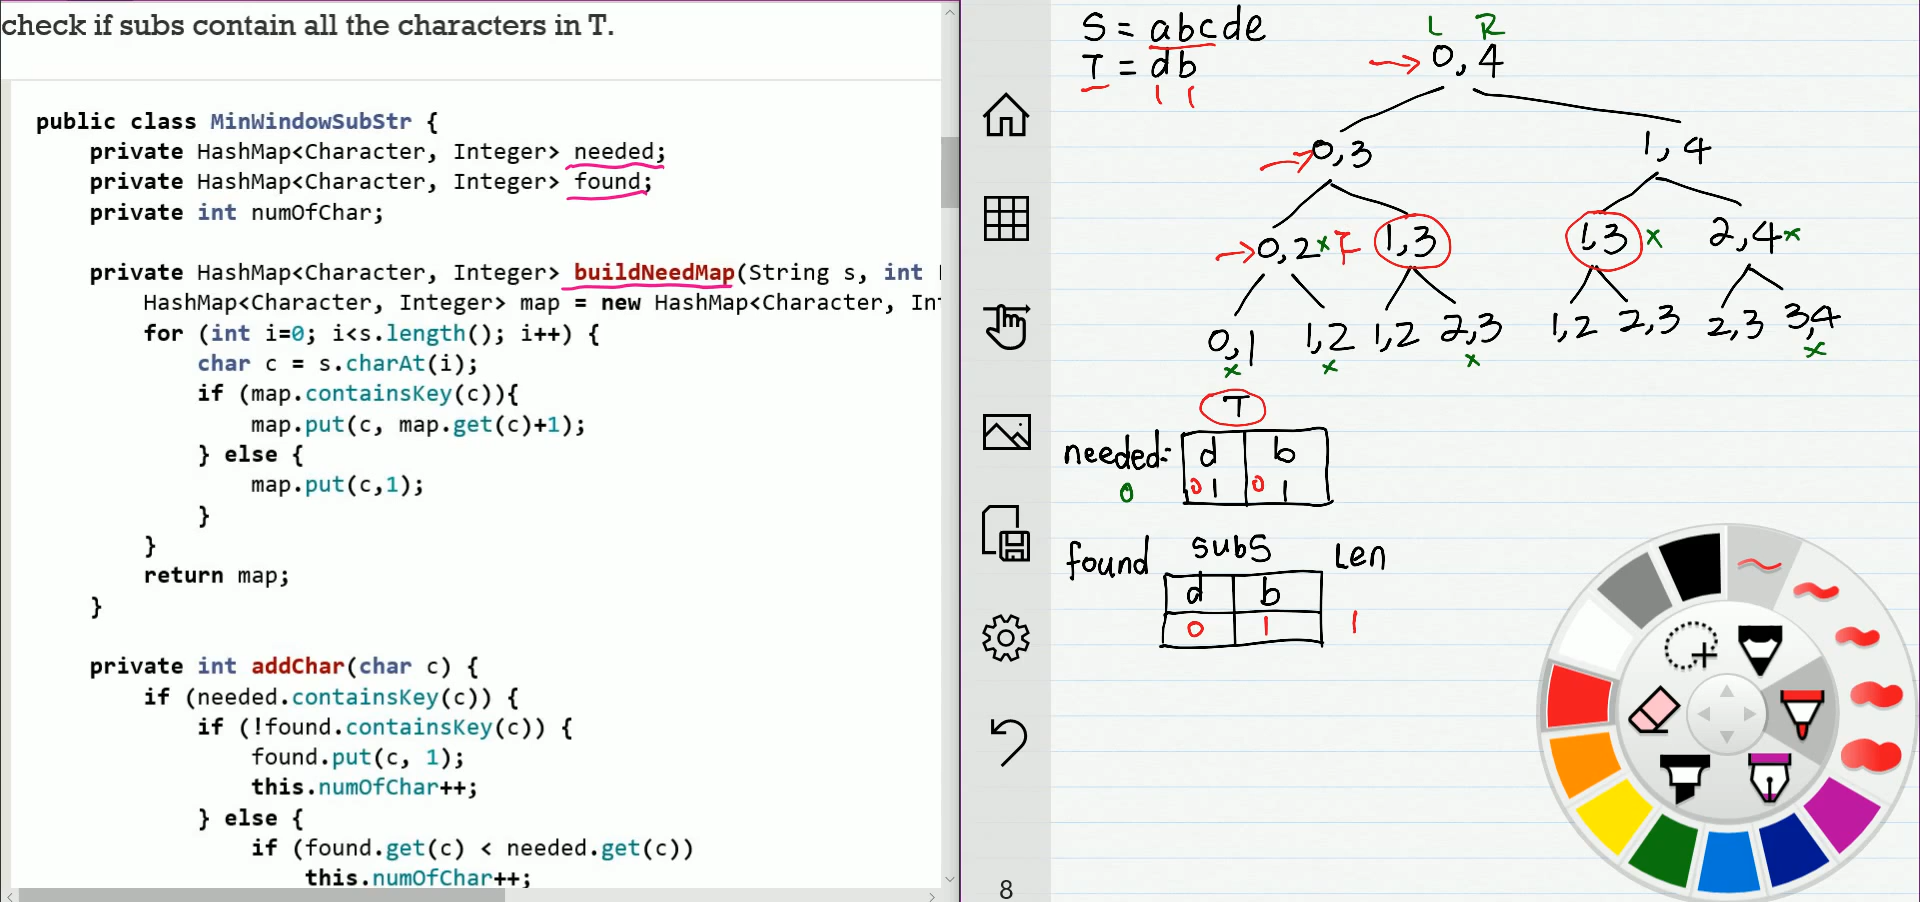 check if subs contain all the characters in T.
public class MinWindowSubStr {
private HashMap<Character, Integer> needed;
private HashMap<Character, Integer> found;
private int numOfChar;
private HashMap<Character, Integer> buildNeedMap(String s, int
HashMap<Character, Integer> map = new HashMap<Character, In
for (int i=0; i<s.length(); i++) {
char c = s.charAt(i);
if (map.containsKey(c)){
map.put(c, map.get(c)+1);
} else {
map.put(c,1);
}
}
return map;
}
private int addChar(char c) {
if (needed.containsKey(c)) {
if (!found.containsKey(c)) {
found.put(c, 1);
this.numOfChar++;
} else {
if (found.get(c) < needed.get(c))
this.numOfChar++;
S = abcde
T = db
1 1
L R
0, 4
0, 3 1, 4
0, 2 x F 1, 3 1, 3 x 2, 4 x
0, 1 1, 2 1, 2 2, 3 1, 2 2, 3 2, 3 3, 4
x x x x
T
needed: d b
0 0 1 0 1
found subS Len
d b
0 1 1
8